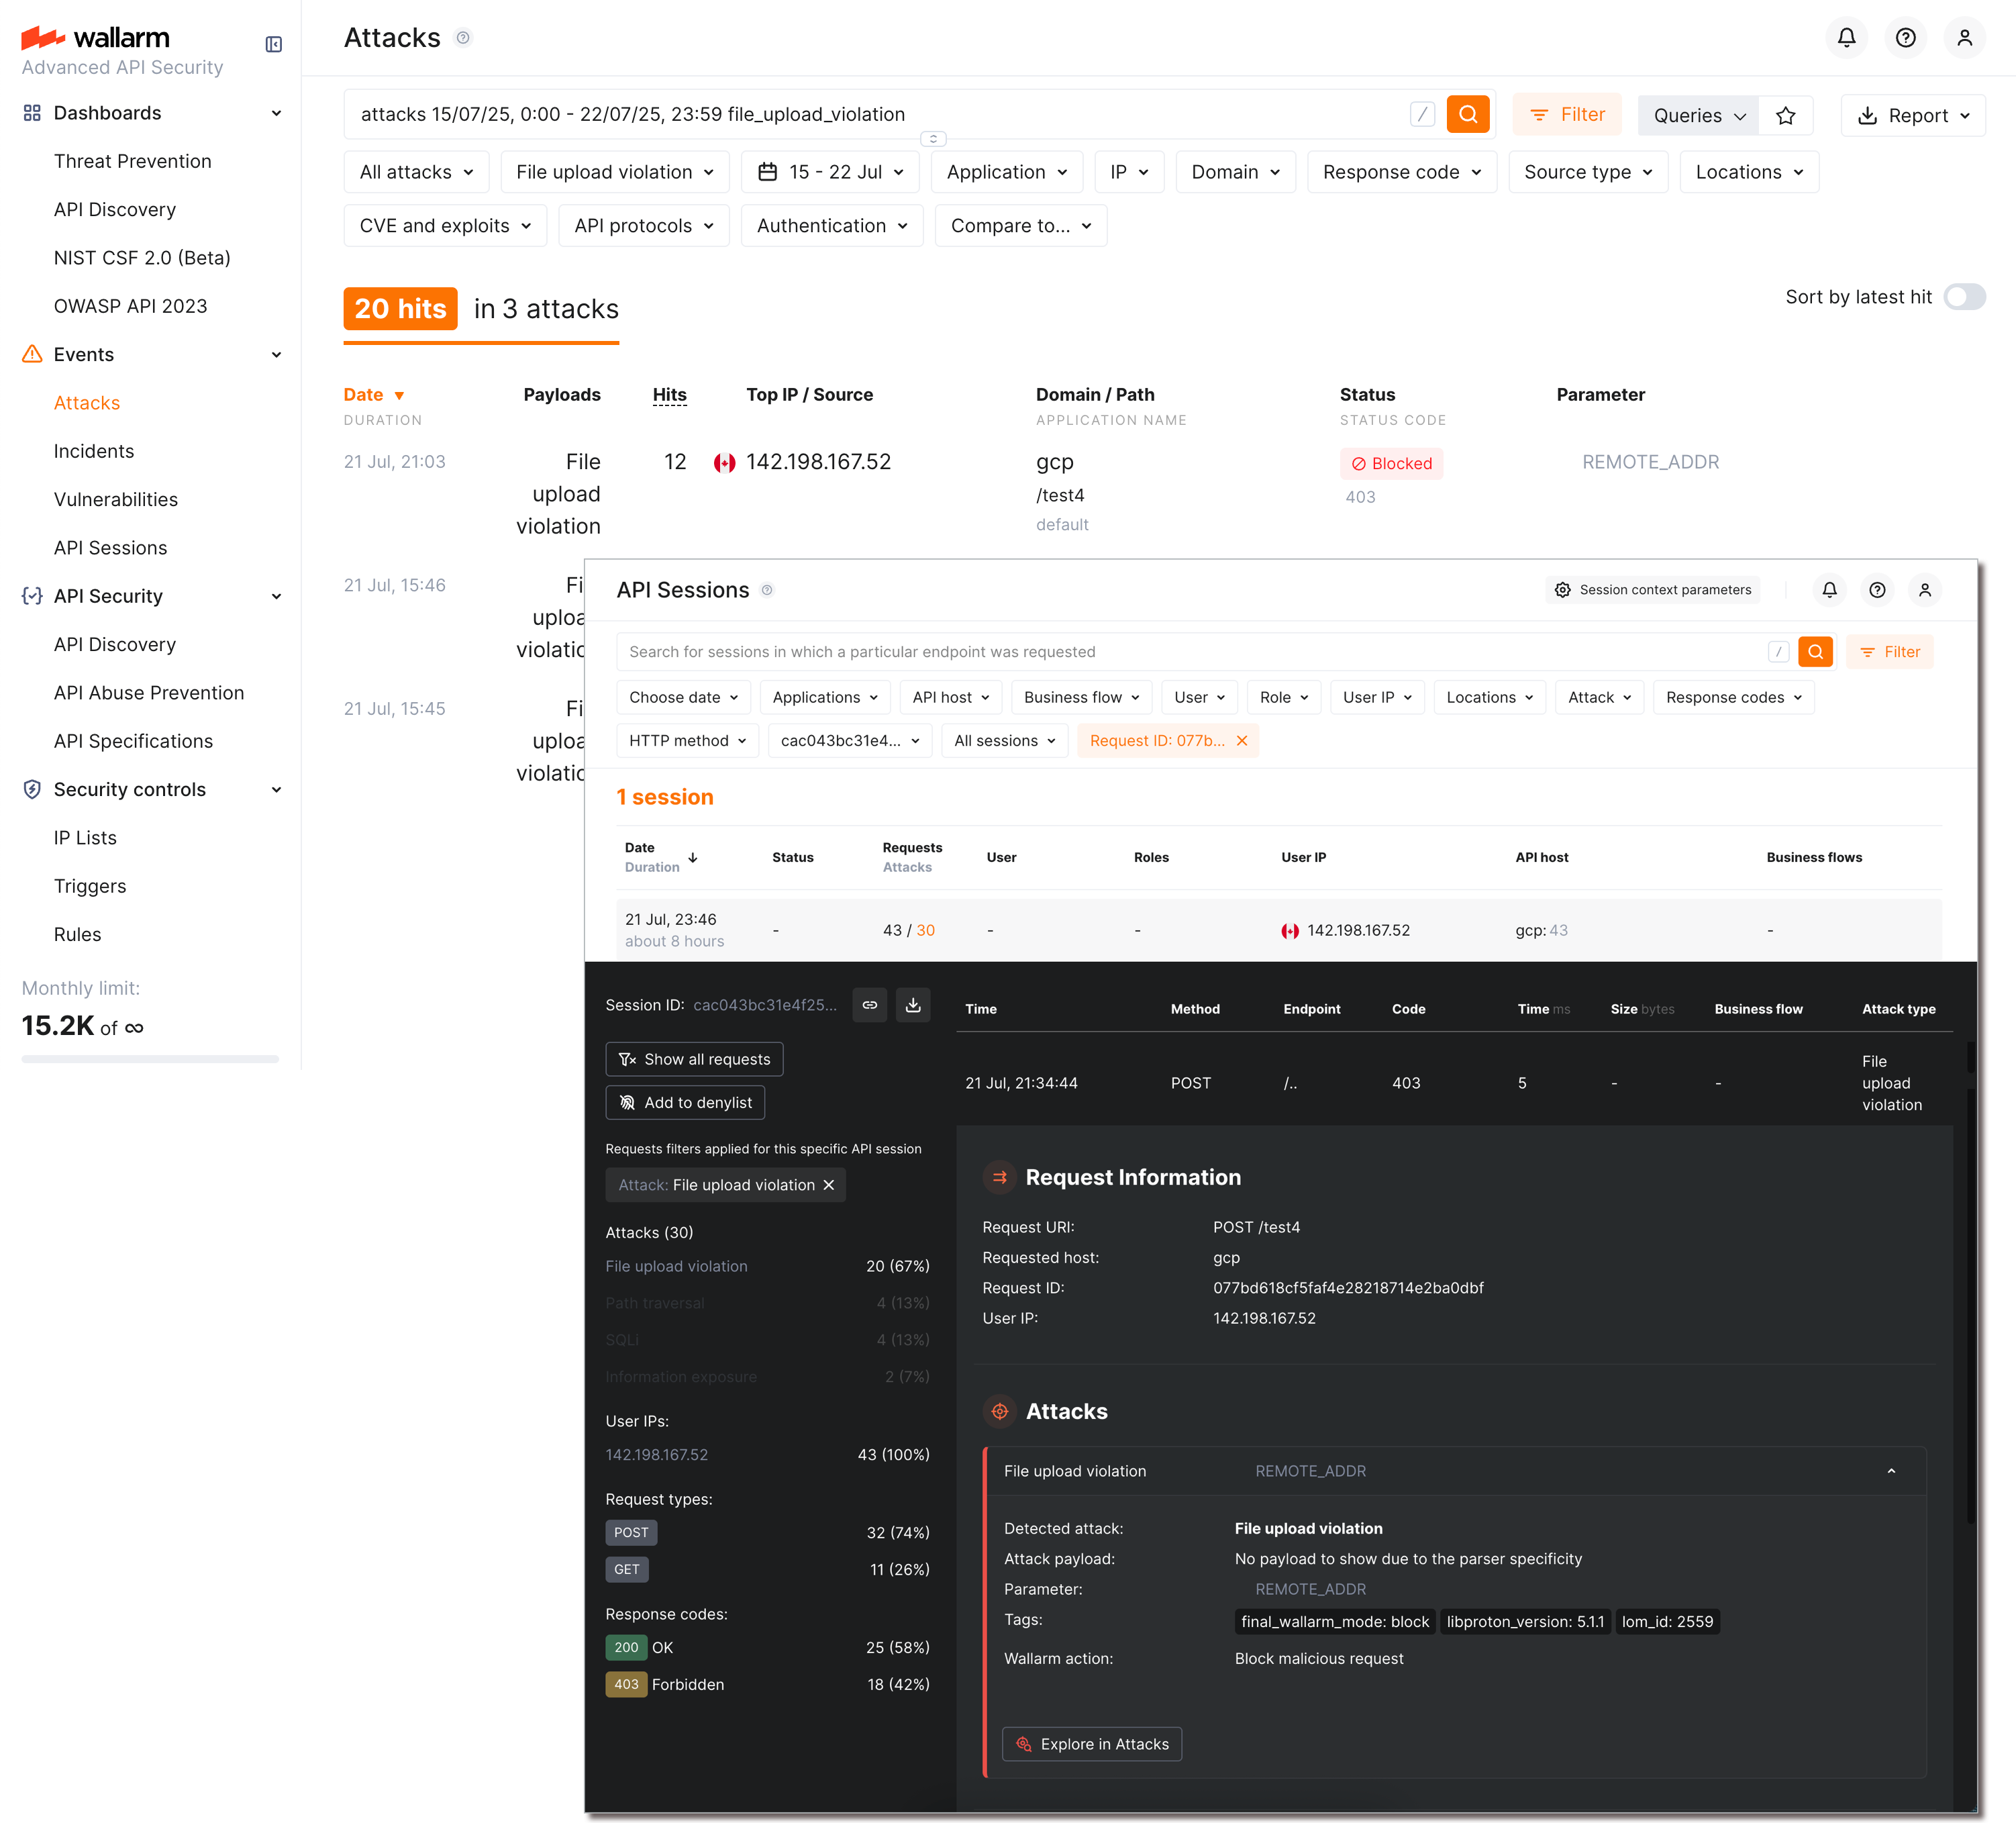 wallarm
Advanced API Security
Dashboards
Threat Prevention
API Discovery
NIST CSF 2.0 (Beta)
OWASP API 2023
Events
Attacks
Incidents
Vulnerabilities
API Sessions
API Security
API Discovery
API Abuse Prevention
API Specifications
Security controls
IP Lists
Triggers
Rules
Monthly limit:
15.2K of ∞
Attacks
attacks 15/07/25, 0:00 - 22/07/25, 23:59 file_upload_violation /
Filter
Queries
Report
All attacks File upload violation 15 - 22 Jul Application IP Domain Response code Source type Locations
CVE and exploits API protocols Authentication Compare to...
20 hits in 3 attacks
Sort by latest hit
Date Payloads Hits Top IP / Source Domain / Path Status Parameter
DURATION APPLICATION NAME STATUS CODE
21 Jul, 21:03 File 12 142.198.167.52 gcp Blocked REMOTE_ADDR
upload /test4 403
violation default
21 Jul, 15:46 Fi
uploa
violatio
21 Jul, 15:45 Fi
uploa
violatio
API Sessions
Session context parameters
Search for sessions in which a particular endpoint was requested /
Filter
Choose date Applications API host Business flow User Role User IP Locations Attack Response codes
HTTP method cac043bc31e4... All sessions Request ID: 077b...
1 session
Date Status Requests User Roles User IP API host Business flows
Duration Attacks
21 Jul, 23:46 - 43 / 30 - - 142.198.167.52 gcp: 43 -
about 8 hours
Session ID: cac043bc31e4f25...
Show all requests
Add to denylist
Requests filters applied for this specific API session
Attack: File upload violation
Attacks (30)
File upload violation 20 (67%)
Path traversal 4 (13%)
SQLi 4 (13%)
Information exposure 2 (7%)
User IPs:
142.198.167.52 43 (100%)
Request types:
POST 32 (74%)
GET 11 (26%)
Response codes:
200 OK 25 (58%)
403 Forbidden 18 (42%)
Time Method Endpoint Code Time ms Size bytes Business flow Attack type
21 Jul, 21:34:44 POST /.. 403 5 - - File
upload
violation
Request Information
Request URI: POST /test4
Requested host: gcp
Request ID: 077bd618cf5faf4e28218714e2ba0dbf
User IP: 142.198.167.52
Attacks
File upload violation REMOTE_ADDR
Detected attack: File upload violation
Attack payload: No payload to show due to the parser specificity
Parameter: REMOTE_ADDR
Tags: final_wallarm_mode: block libproton_version: 5.1.1 lom_id: 2559
Wallarm action: Block malicious request
Explore in Attacks